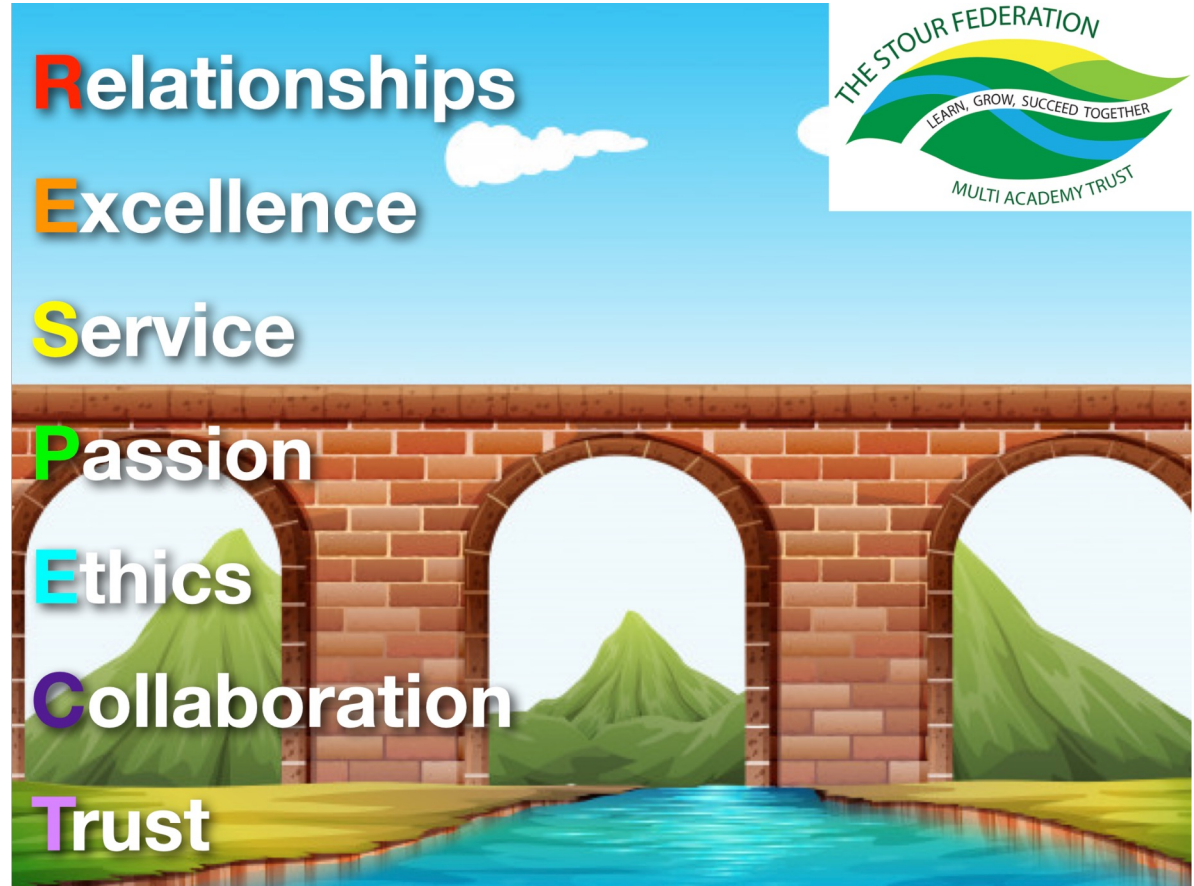 Relationships
Excellence
Service
Passion
Ethics
Collaboration
Trust
THE STOUR FEDERATION
LEARN, GROW, SUCCEED TOGETHER
MULTI ACADEMY TRUST